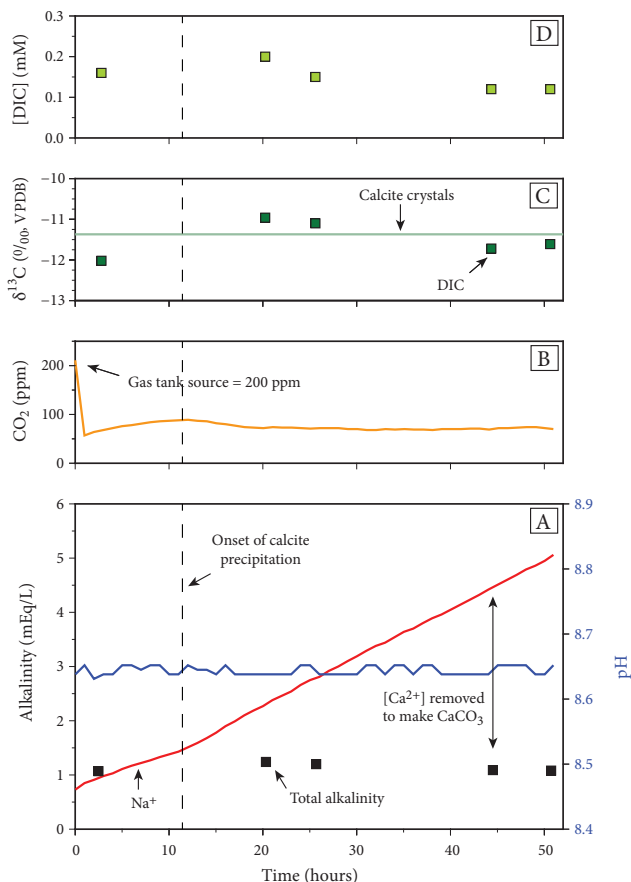 D
[DIC] (mM)
0.3
0.2
0.1
0.0
C
δ¹³C (⁰/₀₀, VPDB)
-10
-11
-12
-13
Calcite crystals
DIC
B
CO₂ (ppm)
200
100
0
Gas tank source = 200 ppm
A
Alkalinity (mEq/L)
6
5
4
3
2
1
0
8.9
8.8
8.7
8.6
8.5
8.4
pH
Onset of calcite
precipitation
[Ca²⁺] removed
to make CaCO₃
Na⁺
Total alkalinity
0 10 20 30 40 50
Time (hours)